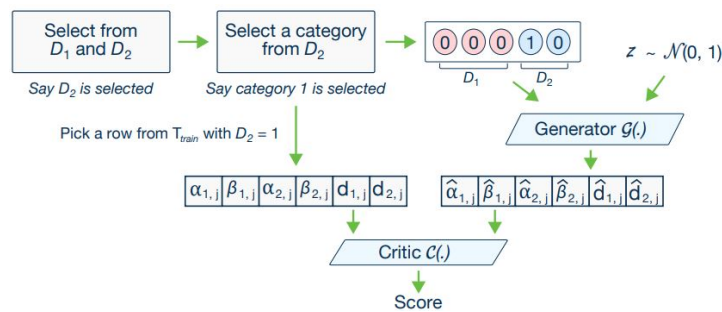 Select from
D₁ and D₂
Select a category
from D₂
0 0 0 1 0
D₁ D₂
z ~ 𝒩(0, 1)
Say D₂ is selected
Say category 1 is selected
Pick a row from T_train with D₂ = 1
Generator 𝒢(.)
α₁,ⱼ β₁,ⱼ α₂,ⱼ β₂,ⱼ d₁,ⱼ d₂,ⱼ
α̂₁,ⱼ β̂₁,ⱼ α̂₂,ⱼ β̂₂,ⱼ d̂₁,ⱼ d̂₂,ⱼ
Critic 𝒞(.)
Score